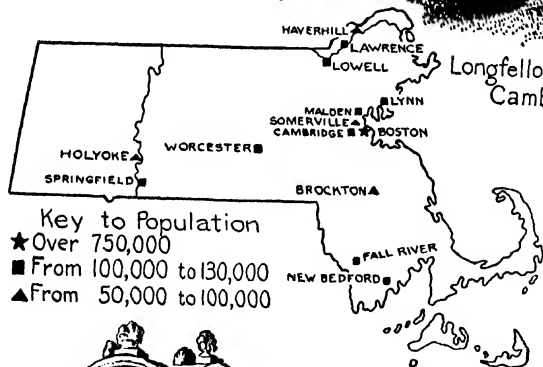 HAVERHILL
LAWRENCE
LOWELL
Longfello
Camb
LYNN
MALDEN
SOMERVILLE
CAMBRIDGE
BOSTON
WORCESTER
HOLYOKE
SPRINGFIELD
BROCKTON
Key to Population
★Over 750,000
■From 100,000 to 130,000
▲From 50,000 to 100,000
FALL RIVER
NEW BEDFORD